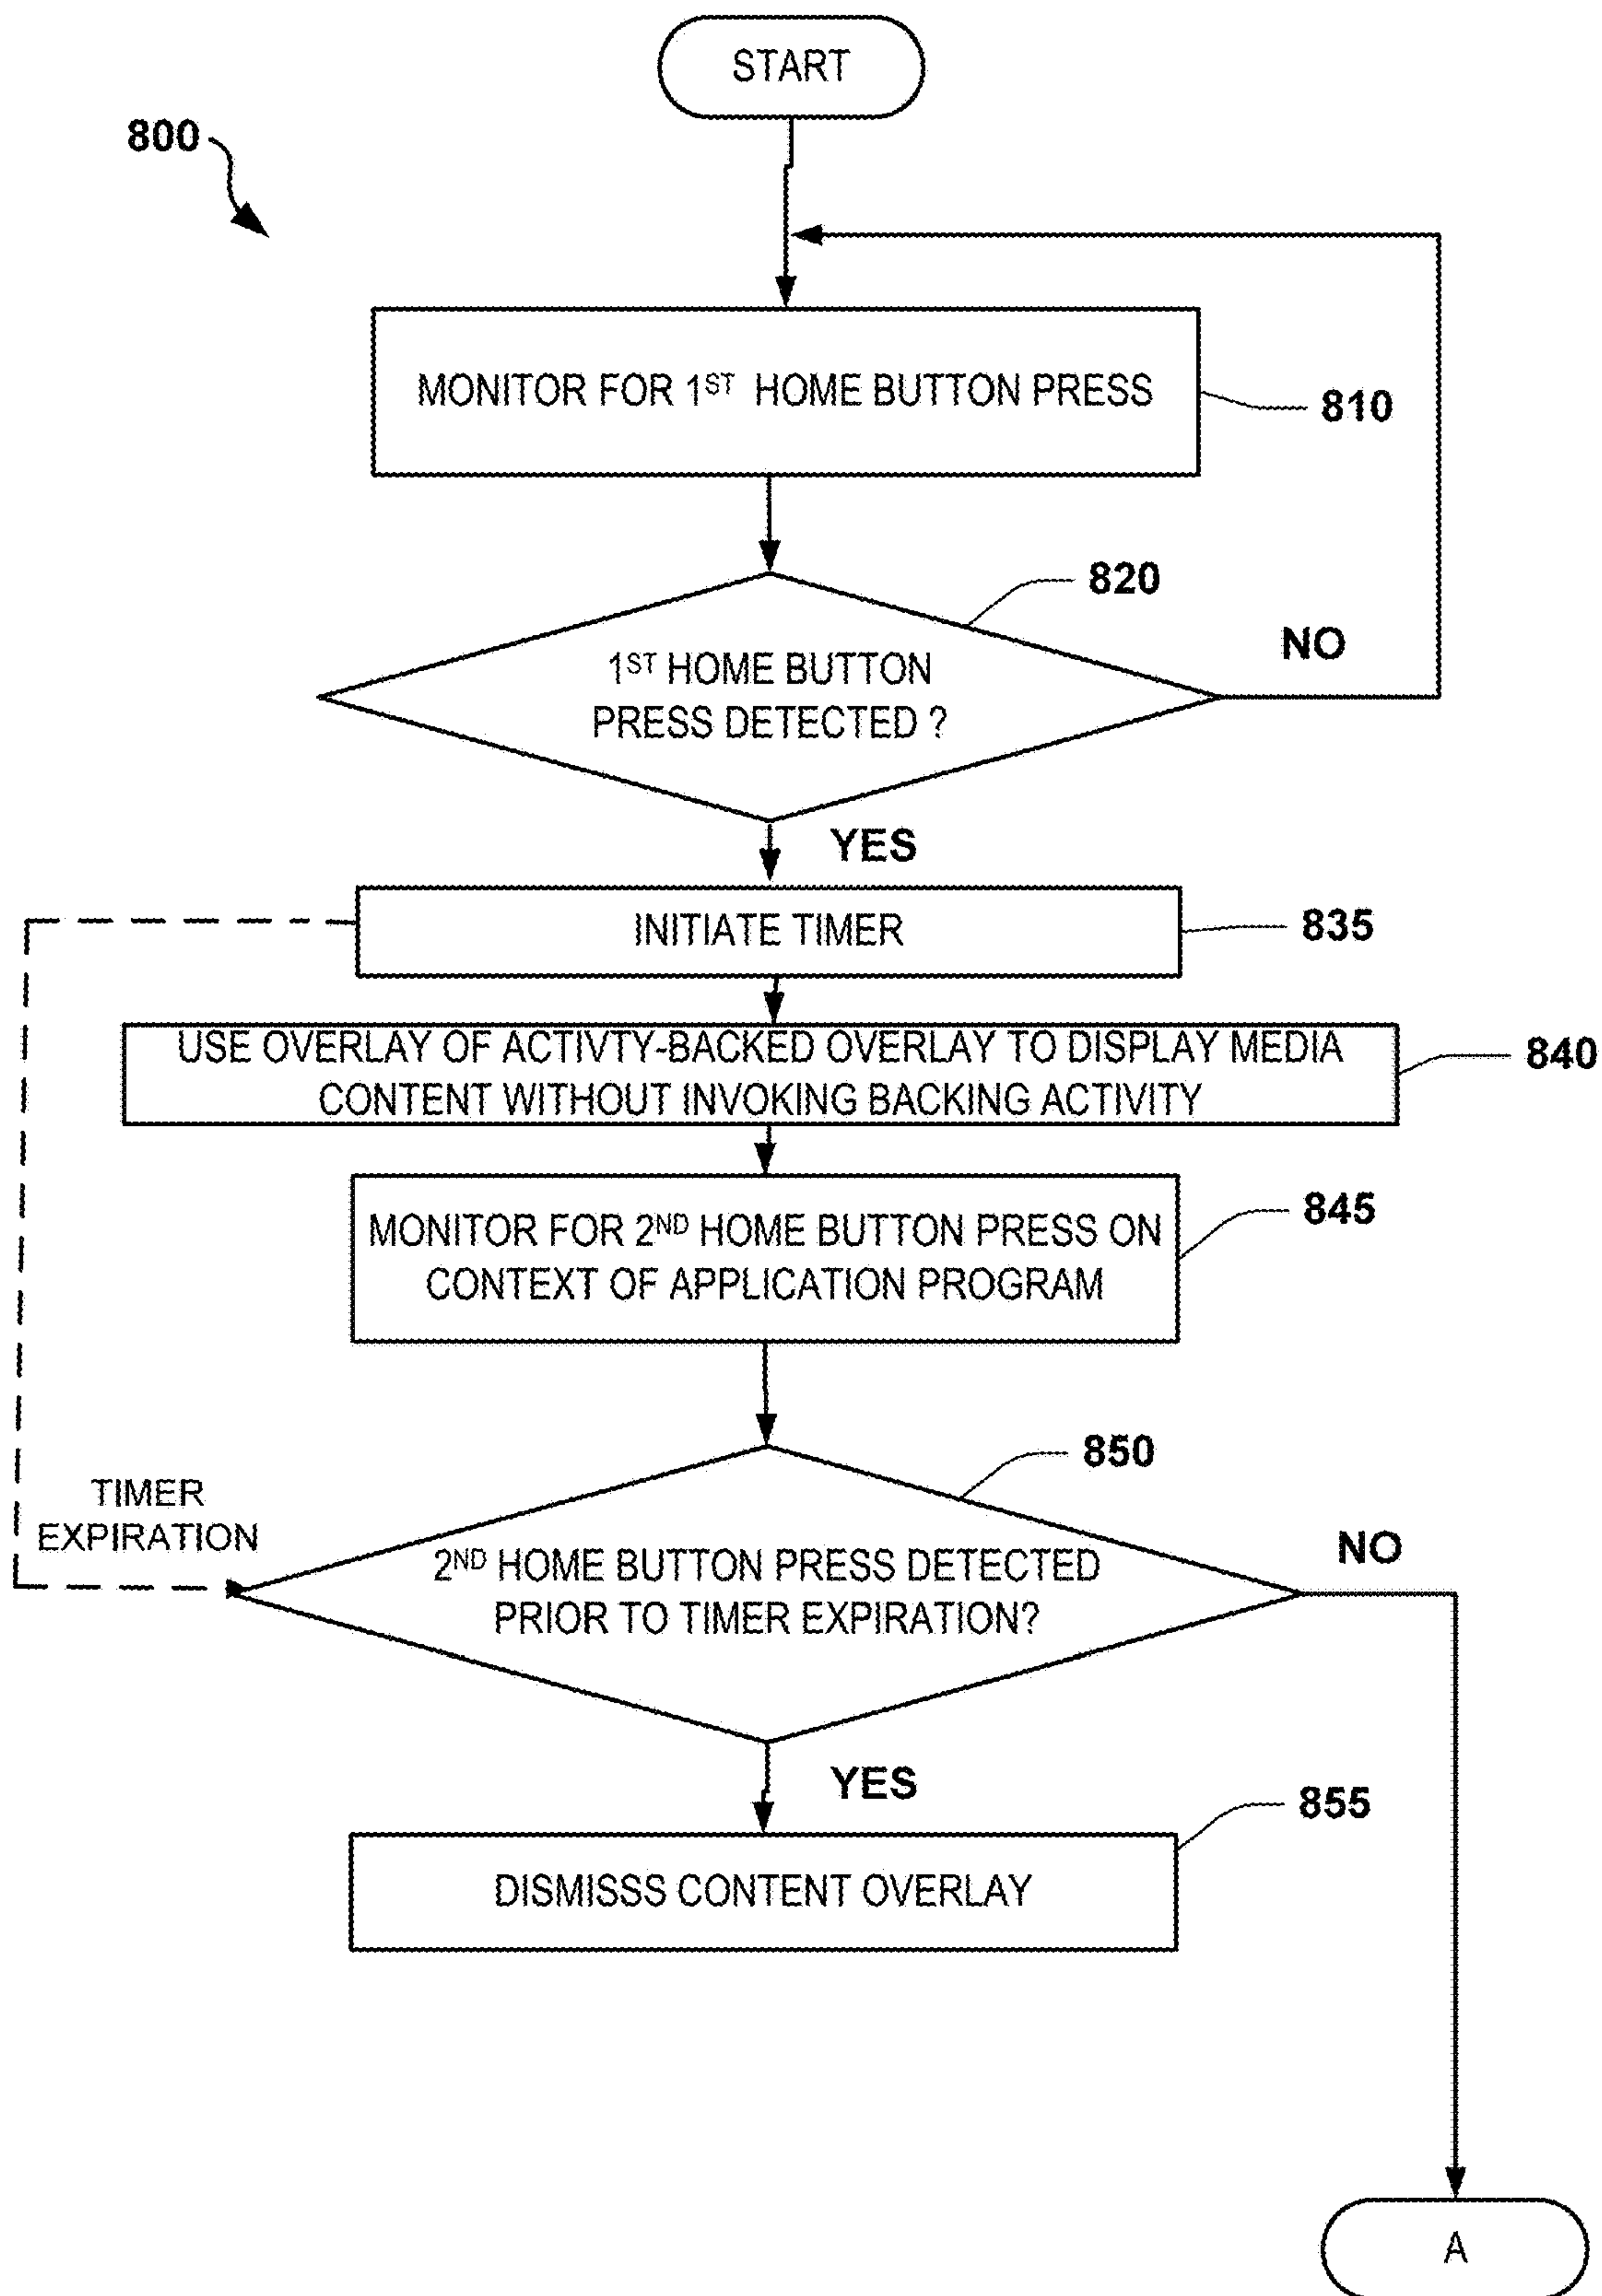 START
800
MONITOR FOR 1ST HOME BUTTON PRESS
810
820
1ST HOME BUTTON
PRESS DETECTED ?
NO
YES
INITIATE TIMER
835
USE OVERLAY OF ACTIVTY-BACKED OVERLAY TO DISPLAY MEDIA
CONTENT WITHOUT INVOKING BACKING ACTIVITY
840
MONITOR FOR 2ND HOME BUTTON PRESS ON
CONTEXT OF APPLICATION PROGRAM
845
850
TIMER
EXPIRATION
2ND HOME BUTTON PRESS DETECTED
PRIOR TO TIMER EXPIRATION?
NO
YES
855
DISMISSS CONTENT OVERLAY
A